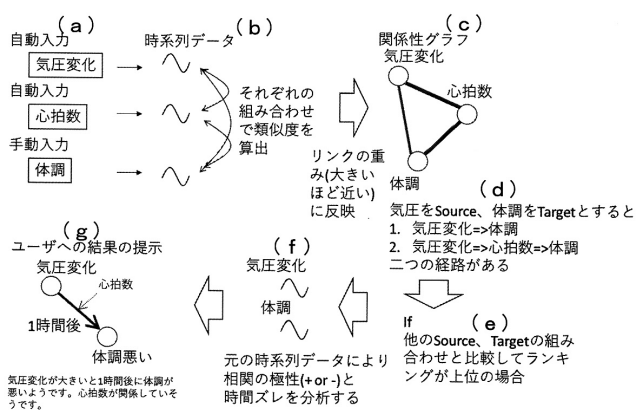 (a)
自動入力
気圧変化
自動入力
心拍数
手動入力
体調
(b)
時系列データ
それぞれの
組み合わせ
で類似度を
算出
(c)
関係性グラフ
気圧変化
心拍数
体調
リンクの重
み(大きい
ほど近い)
に反映
(d)
気圧をSource、体調をTargetとすると
1. 気圧変化=>体調
2. 気圧変化=>心拍数=>体調
二つの経路がある
(e)
If
他のSource、Targetの組み
合わせと比較してランキ
ングが上位の場合
(f)
気圧変化
体調
元の時系列データにより
相関の極性(+ or -)と
時間ズレを分析する
(g)
ユーザへの結果の提示
気圧変化
心拍数
1時間後
体調悪い
気圧変化が大きいと1時間後に体調が
悪いようです。心拍数が関係していそ
うです。